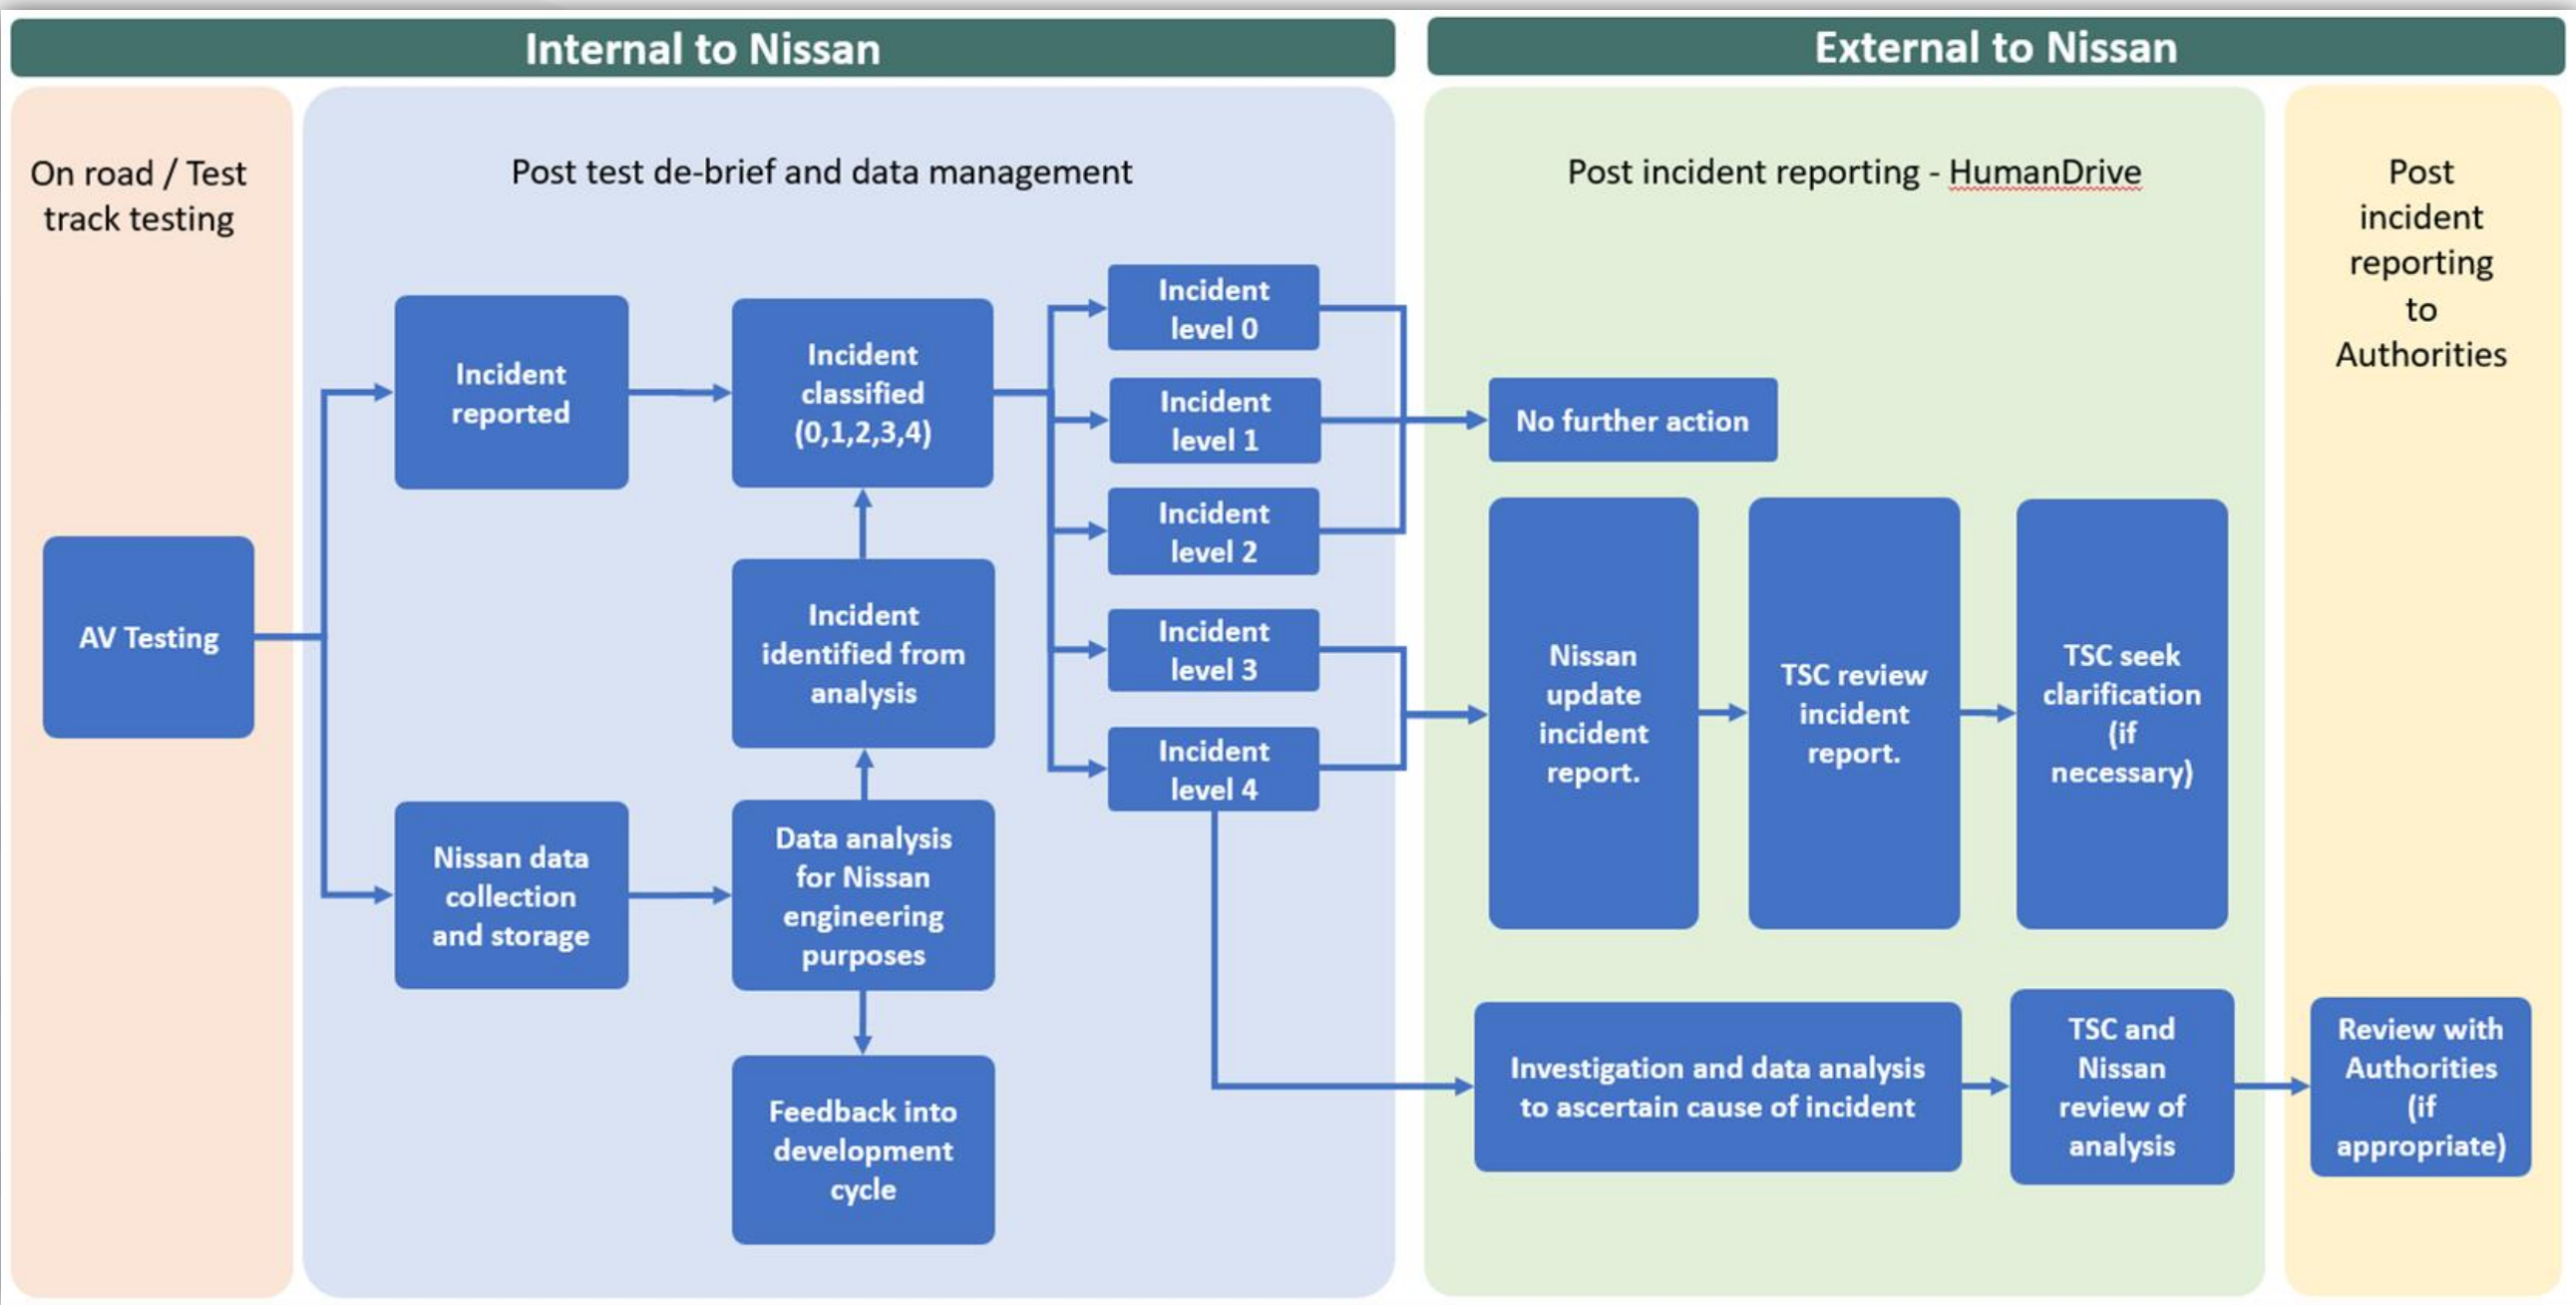 Internal to Nissan
External to Nissan
On road / Test
track testing
Post test de-brief and data management
Post incident reporting - HumanDrive
Post
incident
reporting
to
Authorities
AV Testing
Incident
reported
Incident
classified
(0,1,2,3,4)
Incident
identified from
analysis
Nissan data
collection
and storage
Data analysis
for Nissan
engineering
purposes
Feedback into
development
cycle
Incident
level 0
Incident
level 1
Incident
level 2
Incident
level 3
Incident
level 4
No further action
Nissan
update
incident
report.
TSC review
incident
report.
TSC seek
clarification
(if
necessary)
Investigation and data analysis
to ascertain cause of incident
TSC and
Nissan
review of
analysis
Review with
Authorities
(if
appropriate)